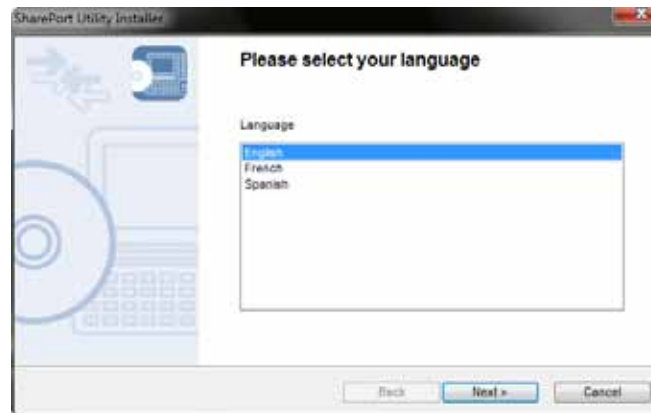 SharePort Utility Installer
Please select your language
Language
English
French
Spanish
Back
Next >
Cancel